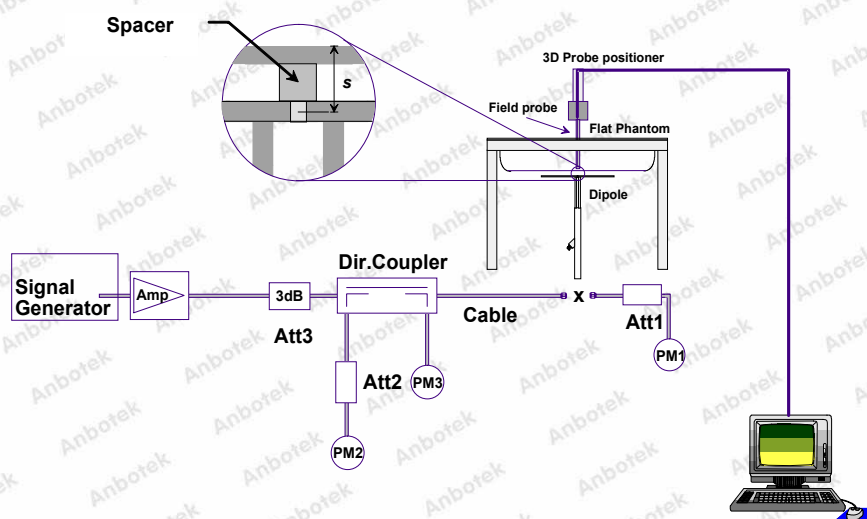 Spacer
s
3D Probe positioner
Field probe
Flat Phantom
Dipole
Signal
Generator
Amp
3dB
Att3
Dir.Coupler
Cable
x
Att1
PM1
Att2
PM3
PM2
Anbotek